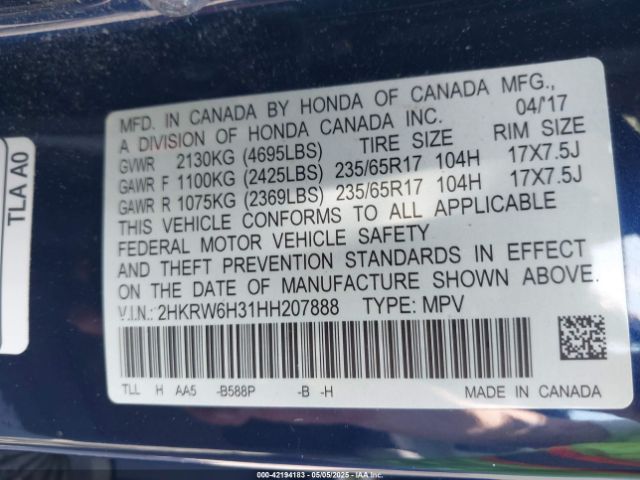 MFD. IN CANADA BY HONDA OF CANADA MFG.,
A DIVISION OF HONDA CANADA INC. 04/'17
GVWR 2130KG (4695LBS) TIRE SIZE RIM SIZE
GAWR F 1100KG (2425LBS) 235/65R17 104H 17X7.5J
GAWR R 1075KG (2369LBS) 235/65R17 104H 17X7.5J
THIS VEHICLE CONFORMS TO ALL APPLICABLE
FEDERAL MOTOR VEHICLE SAFETY
AND THEFT PREVENTION STANDARDS IN EFFECT
ON THE DATE OF MANUFACTURE SHOWN ABOVE.
V.I.N.: 2HKRW6H31HH207888 TYPE: MPV
TLL H AA5 -B588P -B -H
MADE IN CANADA
TLA A0
00-42194183 - 05/05/2025 - IAAI.COM